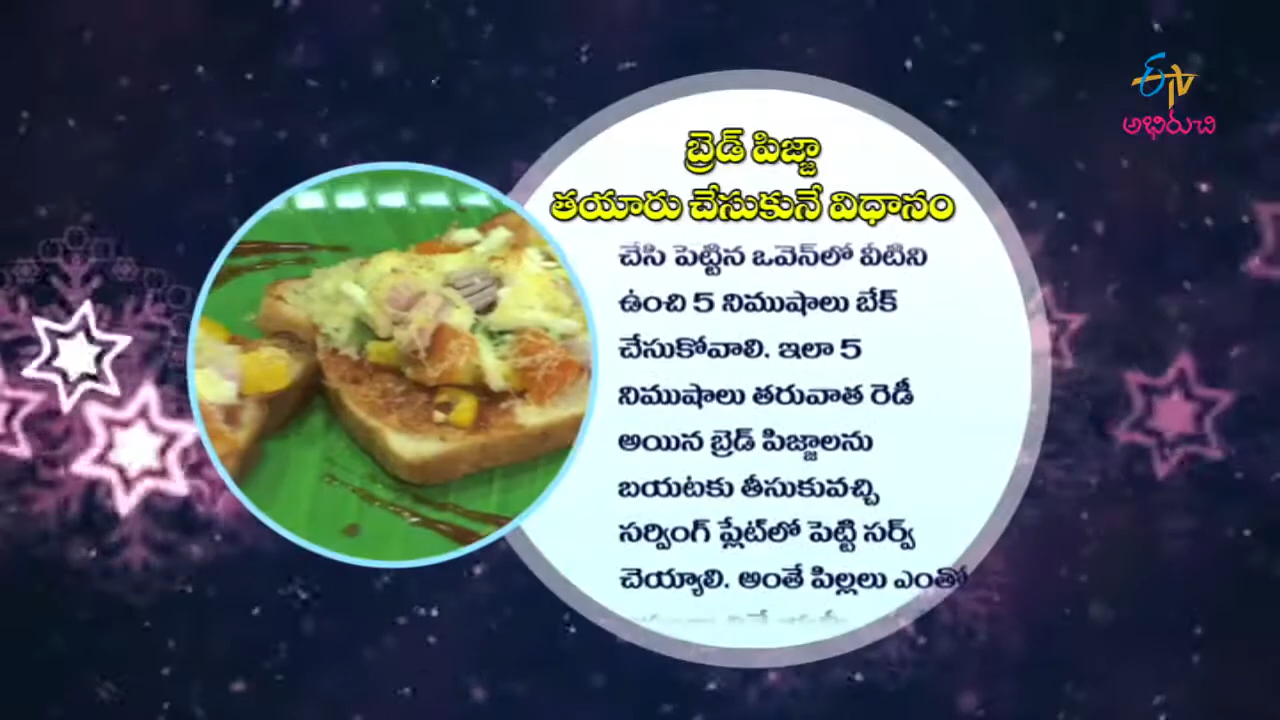 ETV
అభిరుచి
బ్రెడ్ పిజ్జా
తయారు చేసుకునే విధానం
చేసి పెట్టిన ఒవెన్‌లో వీటిని
ఉంచి 5 నిముషాలు బేక్
చేసుకోవాలి. ఇలా 5
నిముషాలు తరువాత రెడీ
అయిన బ్రెడ్ పిజ్జాలను
బయటకు తీసుకువచ్చి
సర్వింగ్ ప్లేట్‌లో పెట్టి సర్వ్
చెయ్యాలి. అంతే పిల్లలు ఎంతో